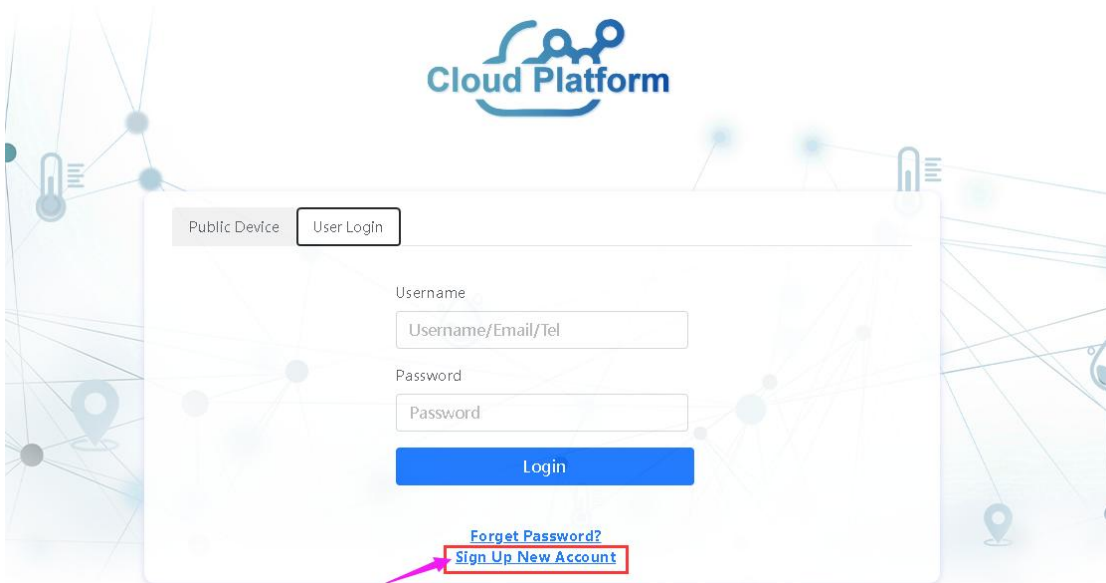 Cloud Platform
Public Device
User Login
Username
Username/Email/Tel
Password
Password
Login
Forget Password?
Sign Up New Account